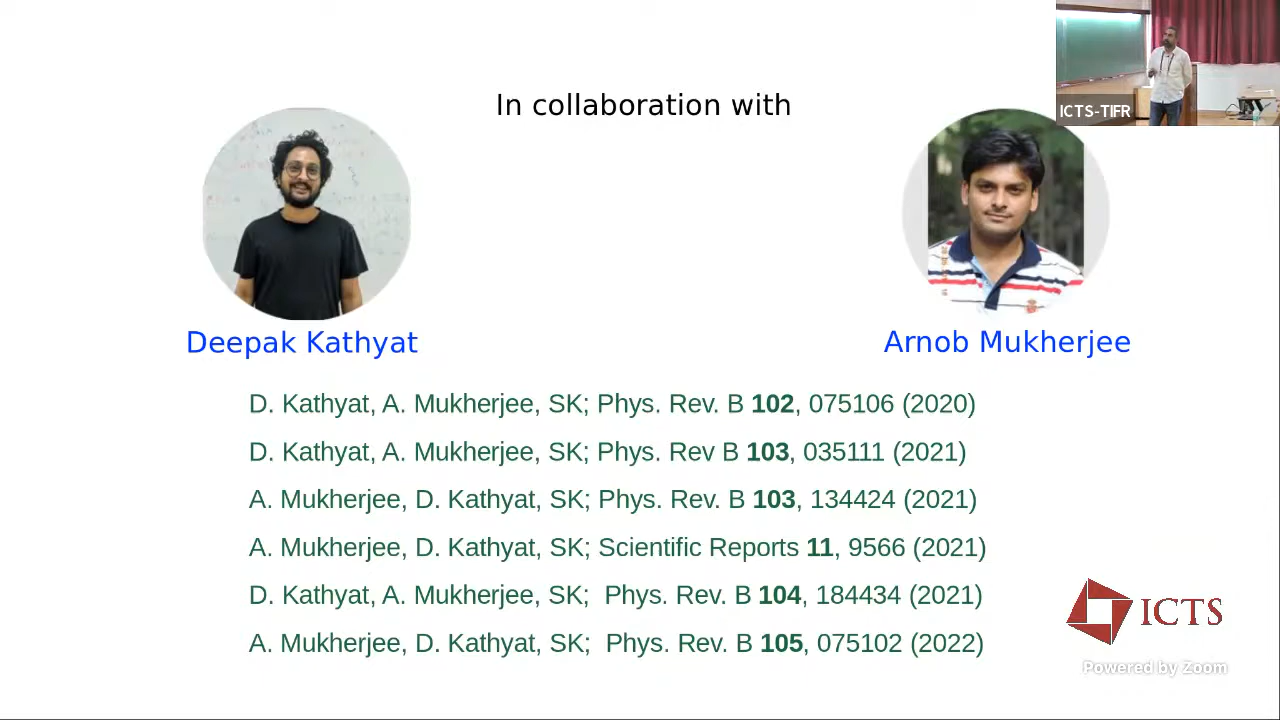 In collaboration with
ICTS-TIFR
Deepak Kathyat
Arnob Mukherjee
D. Kathyat, A. Mukherjee, SK; Phys. Rev. B 102, 075106 (2020)
D. Kathyat, A. Mukherjee, SK; Phys. Rev B 103, 035111 (2021)
A. Mukherjee, D. Kathyat, SK; Phys. Rev. B 103, 134424 (2021)
A. Mukherjee, D. Kathyat, SK; Scientific Reports 11, 9566 (2021)
D. Kathyat, A. Mukherjee, SK; Phys. Rev. B 104, 184434 (2021)
A. Mukherjee, D. Kathyat, SK; Phys. Rev. B 105, 075102 (2022)
ICTS
Powered by Zoom